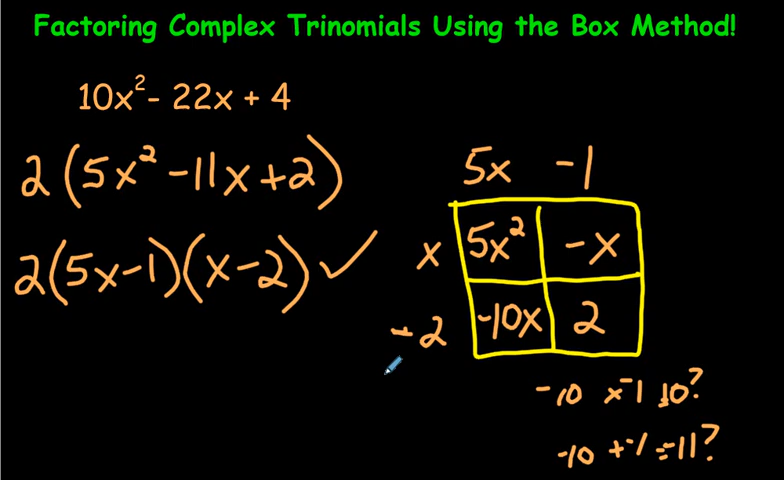 Factoring Complex Trinomials Using the Box Method!
10x² - 22x + 4
2(5x² - 11x + 2)
2(5x - 1)(x - 2) ✓
5x -1
x 5x² -x
-2 -10x 2
-10 x -1 10?
-10 + -1 = -11?